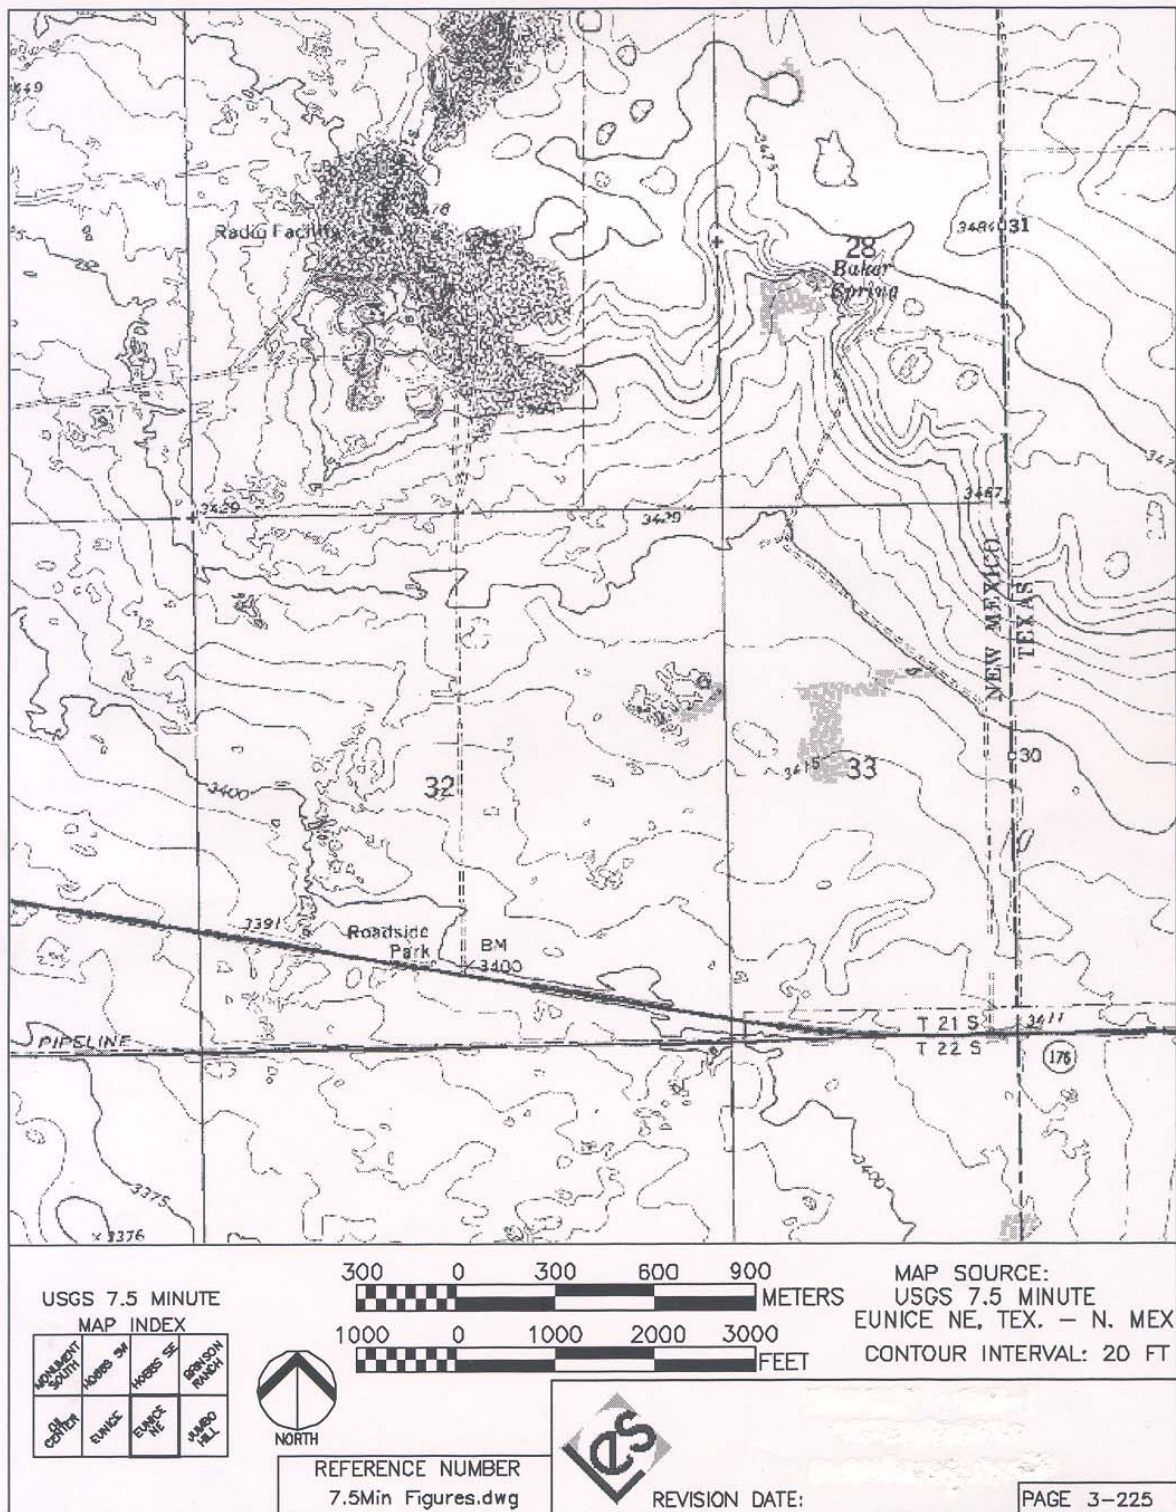 3475
28
Baker
Spring
3484
31
Radio Facility
3429
3429
3467
NEW MEXICO
TEXAS
30
33
3415
32
3400
3391
Roadside
Park
BM
× 3400
T 21 S
3411
T 22 S
176
PIPELINE
3375
× 3376
3400
300 0 300 600 900
METERS
1000 0 1000 2000 3000
FEET
MAP SOURCE:
USGS 7.5 MINUTE
EUNICE NE, TEX. – N. MEX
CONTOUR INTERVAL: 20 FT
USGS 7.5 MINUTE
MAP INDEX
MONUMENT SOUTH
HOBBS SW
HOBBS SE
BRINSON RANCH
OIL CENTER
EUNICE
EUNICE NE
JUMBO HILL
NORTH
REFERENCE NUMBER
7.5Min Figures.dwg
LES
REVISION DATE:
PAGE 3-225